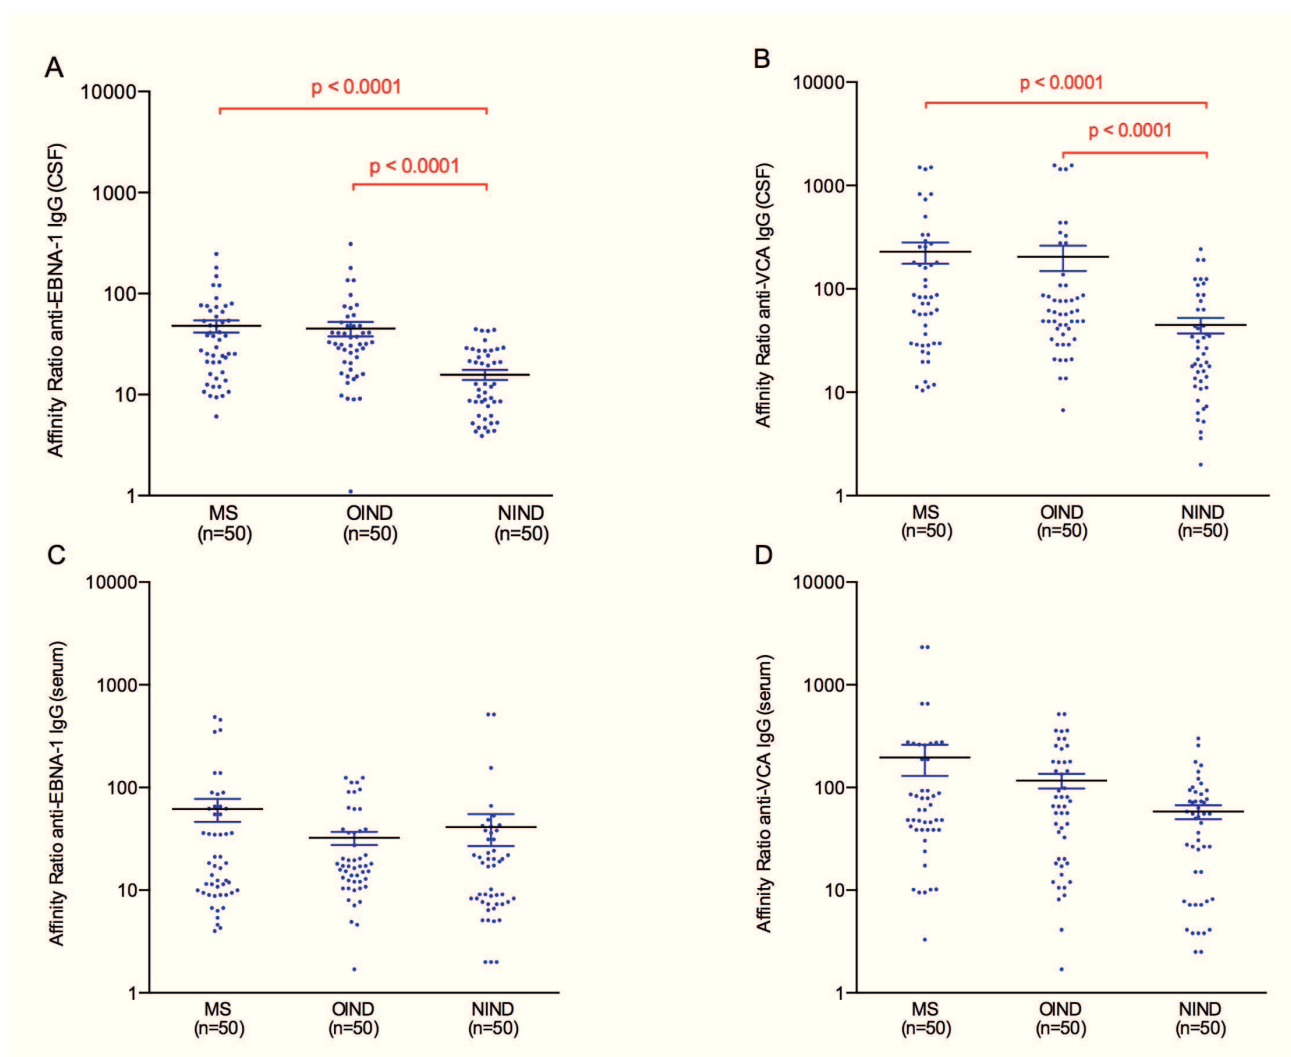 A
p < 0.0001
p < 0.0001
Affinity Ratio anti-EBNA-1 IgG (CSF)
10000
1000
100
10
1
MS
(n=50)
OIND
(n=50)
NIND
(n=50)
B
p < 0.0001
p < 0.0001
Affinity Ratio anti-VCA IgG (CSF)
10000
1000
100
10
1
MS
(n=50)
OIND
(n=50)
NIND
(n=50)
C
Affinity Ratio anti-EBNA-1 IgG (serum)
10000
1000
100
10
1
MS
(n=50)
OIND
(n=50)
NIND
(n=50)
D
Affinity Ratio anti-VCA IgG (serum)
10000
1000
100
10
1
MS
(n=50)
OIND
(n=50)
NIND
(n=50)